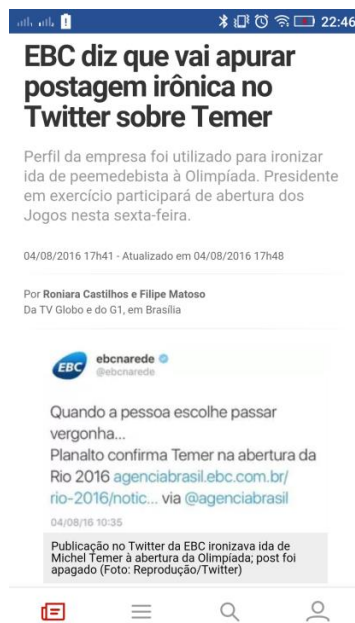 22:46
EBC diz que vai apurar
postagem irônica no
Twitter sobre Temer
Perfil da empresa foi utilizado para ironizar
ida de peemedebista à Olimpíada. Presidente
em exercício participará de abertura dos
Jogos nesta sexta-feira.
04/08/2016 17h41 - Atualizado em 04/08/2016 17h48
Por Roniara Castilhos e Filipe Matoso
Da TV Globo e do G1, em Brasília
EBC
ebcnarede
@ebcnarede
Quando a pessoa escolhe passar
vergonha...
Planalto confirma Temer na abertura da
Rio 2016 agenciabrasil.ebc.com.br/
rio-2016/notic... via @agenciabrasil
04/08/16 10:35
Publicação no Twitter da EBC ironizava ida de
Michel Temer à abertura da Olimpíada; post foi
apagado (Foto: Reprodução/Twitter)